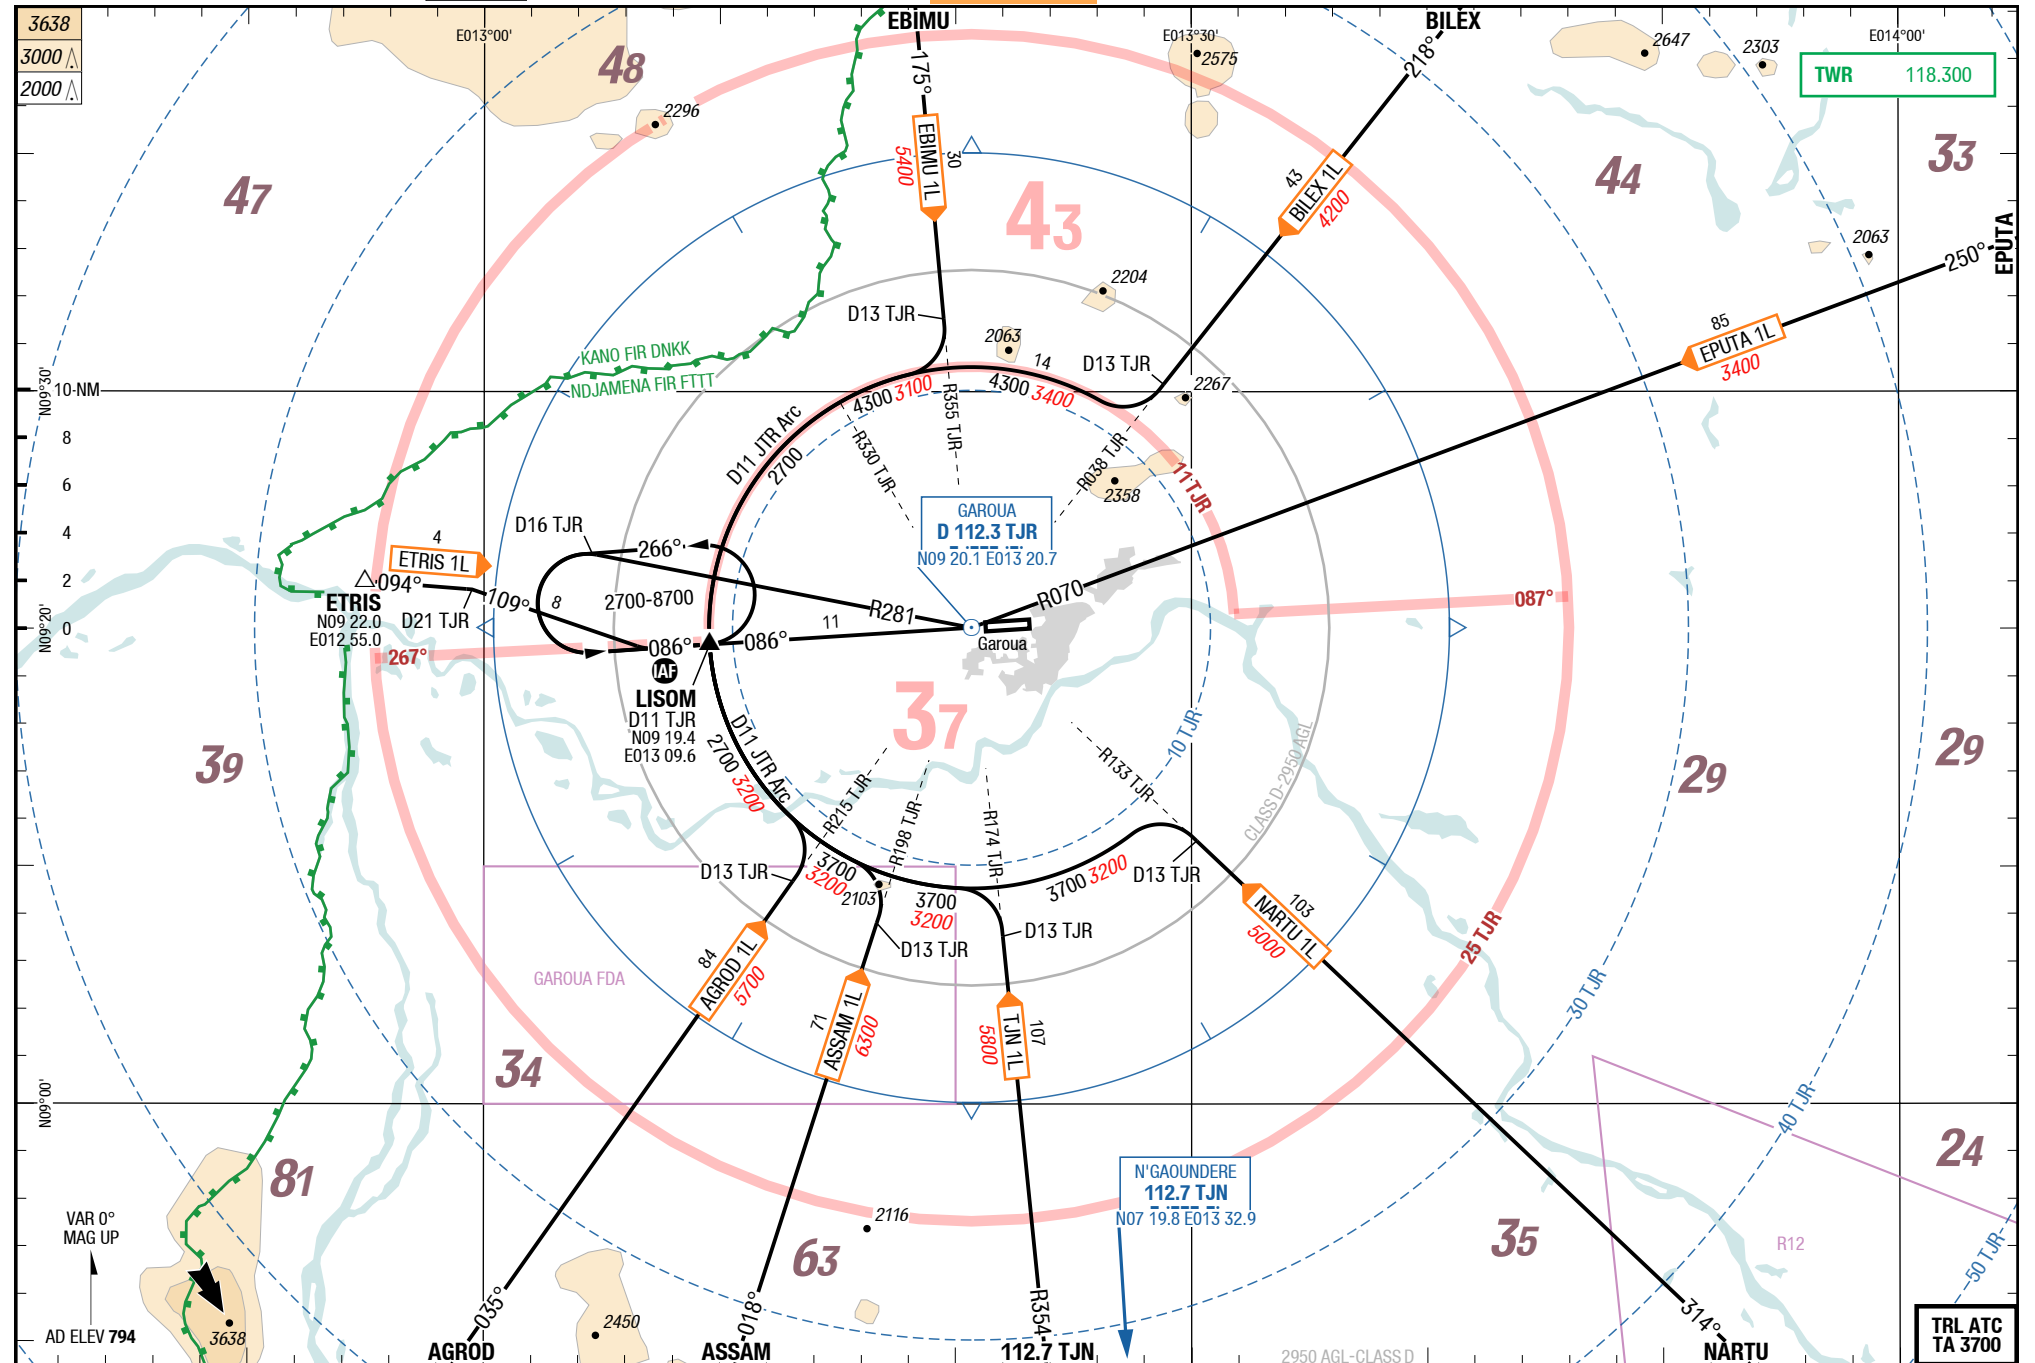 3638
3000
2000
EBIMU
BILEX
E013°00'
E013°30'
E014°00'
TWR 118.300
48
2296
175°
2575
218°
2647
2303
47
EBIMU 1L
30
5400
43
BILEX 1L
4200
44
33
43
2063
250°
EPUTA
2204
D13 TJR
2063
85
EPUTA 1L
3400
KANO FIR DNKK
NDJAMENA FIR FTTT
14
D13 TJR
2267
N09°30'
10 NM
8
6
4
2
0
4300 3100
4300 3400
R355 TJR
D11 JTR Arc
2700
R330 TJR
R038 TJR
11TJR
2358
GAROUA
D 112.3 TJR
N09 20.1 E013 20.7
D16 TJR
266°
4
ETRIS 1L
094°
109°
8
2700-8700
R281
R070
ETRIS
N09 22.0
E012 55.0
D21 TJR
N09°20'
11
087°
Garoua
267°
086°
086°
IAF
LISOM
D11 TJR
N09 19.4
E013 09.6
37
10 TJR
CLASS D-2950 AGL
39
29
29
D11 JTR Arc
2700 3200
R215 TJR
R198 TJR
R174 TJR
R133 TJR
D13 TJR
3700
3200
2103
3700
3200
3700 3200
D13 TJR
D13 TJR
D13 TJR
103
NARTU 1L
5000
25 TJR
84
AGROD 1L
5700
71
ASSAM 1L
6300
107
TJN 1L
5800
GAROUA FDA
30 TJR
34
N09°00'
40 TJR
24
81
N'GAOUNDERE
112.7 TJN
N07 19.8 E013 32.9
VAR 0°
MAG UP
2116
63
35
R12
50 TJR
AD ELEV 794
3638
035°
2450
018°
R354
314°
TRL ATC
TA 3700
AGROD
ASSAM
112.7 TJN
2950 AGL-CLASS D
NARTU